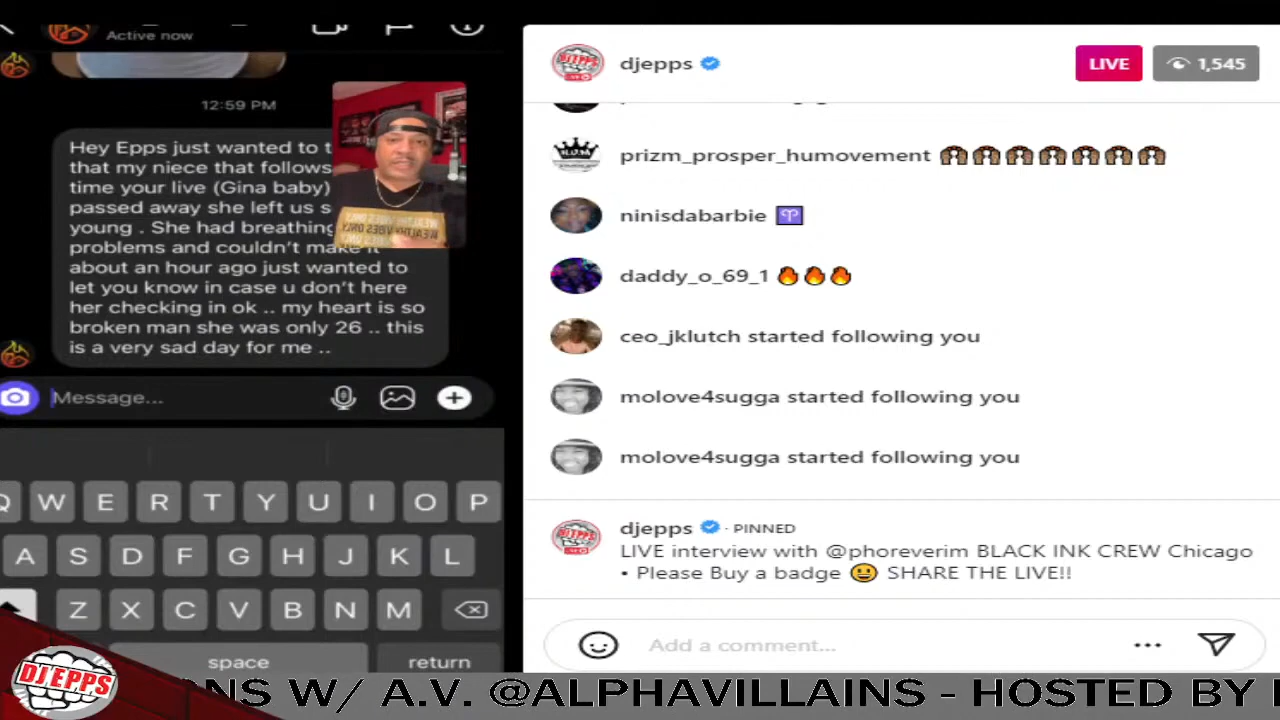 Active now
12:59 PM
Hey Epps just wanted to
that my niece that follows
time your live (Gina baby)
passed away she left us
young . She had breathing
problems and couldn't make it
about an hour ago just wanted to
let you know in case u don't here
her checking in ok .. my heart is so
broken man she was only 26 .. this
is a very sad day for me ..
WEALTHY VIBES ONLY
Message...
Q W E R T Y U I O P
A S D F G H J K L
Z X C V B N M
space return
djepps LIVE 1,545
prizm_prosper_humovement
ninisdabarbie ♈
daddy_o_69_1 🔥🔥🔥
ceo_jklutch started following you
molove4sugga started following you
molove4sugga started following you
djepps · PINNED
LIVE interview with @phoreverim BLACK INK CREW Chicago
• Please Buy a badge 😀 SHARE THE LIVE!!
Add a comment...
DJ EPPS
ONS W/ A.V. @ALPHAVILLAINS - HOSTED BY